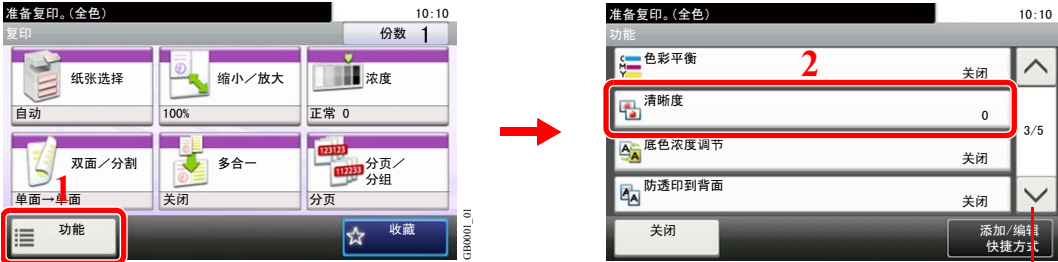 准备复印。(全色)
10:10
复印
份数 1
纸张选择
自动
缩小／放大
100%
浓度
正常 0
双面／分割
单面→单面
多合一
关闭
123123
112233
分页／
分组
分页
1
功能
收藏
GB0001_01
准备复印。(全色)
10:10
功能
C
M
Y
色彩平衡
关闭
2
清晰度
0
3/5
底色浓度调节
关闭
防透印到背面
关闭
关闭
添加/编辑
快捷方式